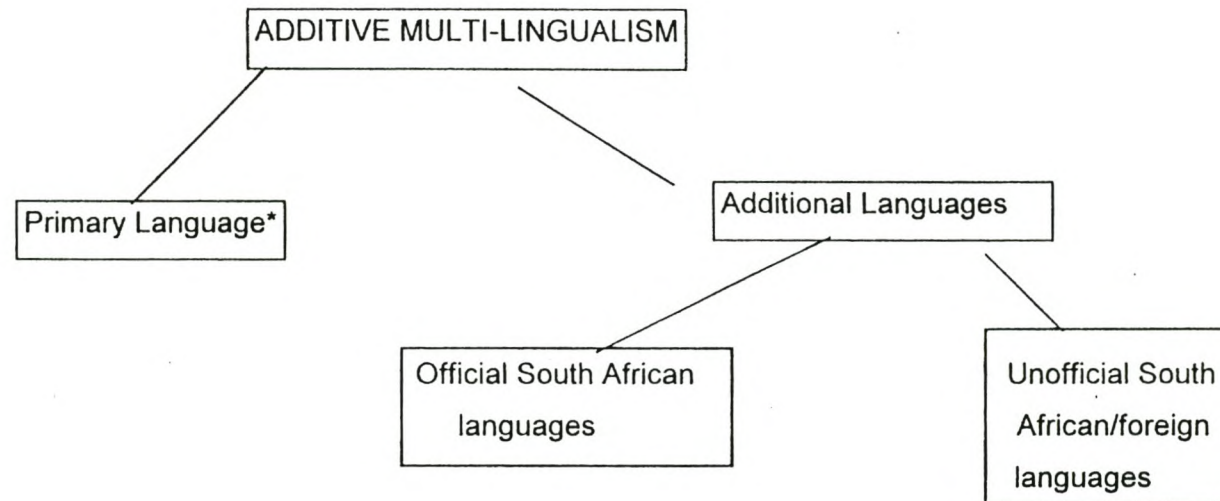 ADDITIVE MULTI-LINGUALISM
Primary Language*
Additional Languages
Official South African
languages
Unofficial South
African/foreign
languages